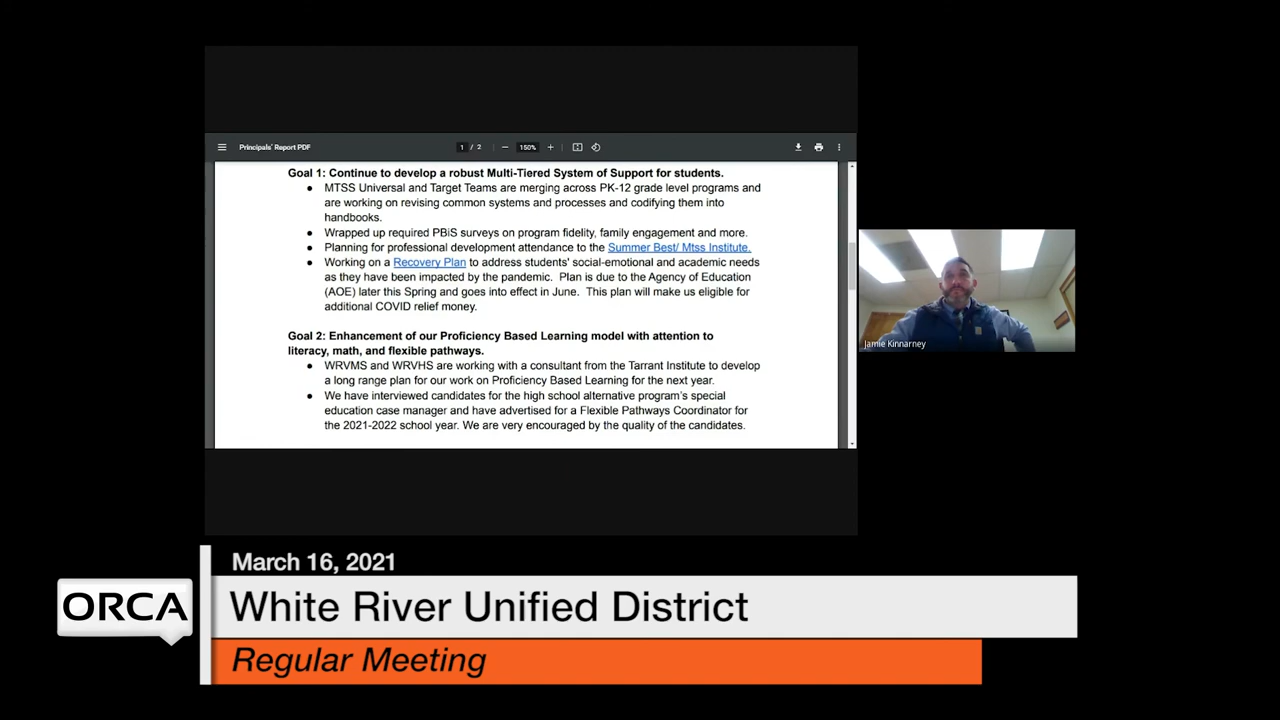 Principals' Report PDF
1 / 2
150%
Goal 1: Continue to develop a robust Multi-Tiered System of Support for students.
● MTSS Universal and Target Teams are merging across PK-12 grade level programs and
are working on revising common systems and processes and codifying them into
handbooks.
● Wrapped up required PBiS surveys on program fidelity, family engagement and more.
● Planning for professional development attendance to the Summer Best/ Mtss Institute.
● Working on a Recovery Plan to address students' social-emotional and academic needs
as they have been impacted by the pandemic. Plan is due to the Agency of Education
(AOE) later this Spring and goes into effect in June. This plan will make us eligible for
additional COVID relief money.
Goal 2: Enhancement of our Proficiency Based Learning model with attention to
literacy, math, and flexible pathways.
● WRVMS and WRVHS are working with a consultant from the Tarrant Institute to develop
a long range plan for our work on Proficiency Based Learning for the next year.
● We have interviewed candidates for the high school alternative program's special
education case manager and have advertised for a Flexible Pathways Coordinator for
the 2021-2022 school year. We are very encouraged by the quality of the candidates.
Jamie Kinnarney
March 16, 2021
ORCA
White River Unified District
Regular Meeting